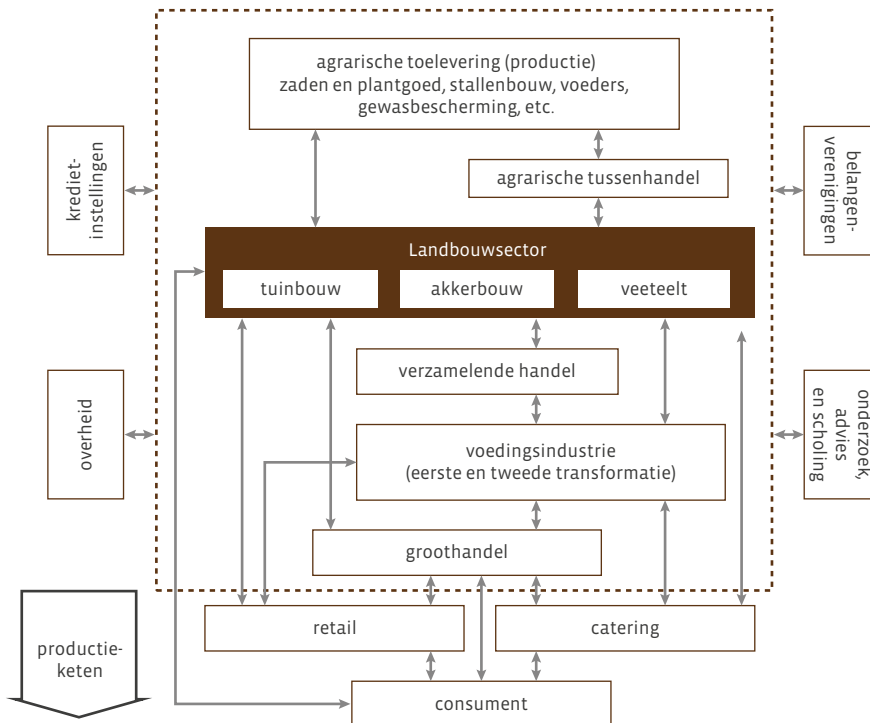 agrarische toelevering (productie)
zaden en plantgoed, stallenbouw, voeders,
gewasbescherming, etc.
krediet-
instellingen
belangen-
verenigingen
agrarische tussenhandel
Landbouwsector
tuinbouw
akkerbouw
veeteelt
verzamelende handel
overheid
onderzoek,
advies
en scholing
voedingsindustrie
(eerste en tweede transformatie)
groothandel
retail
catering
productie-
keten
consument